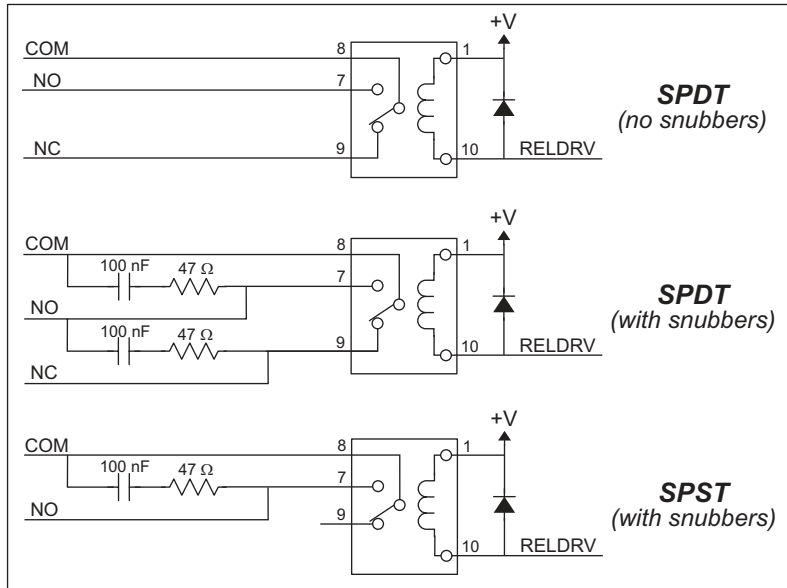 +V
COM 8 1
NO 7
SPDT
(no snubbers)
NC 9 10 RELDRV
+V
COM 8 1
100 nF 47 Ω 7
NO
SPDT
(with snubbers)
100 nF 47 Ω 9 10 RELDRV
NC
+V
COM 8 1
100 nF 47 Ω 7
SPST
(with snubbers)
NO 9
10 RELDRV